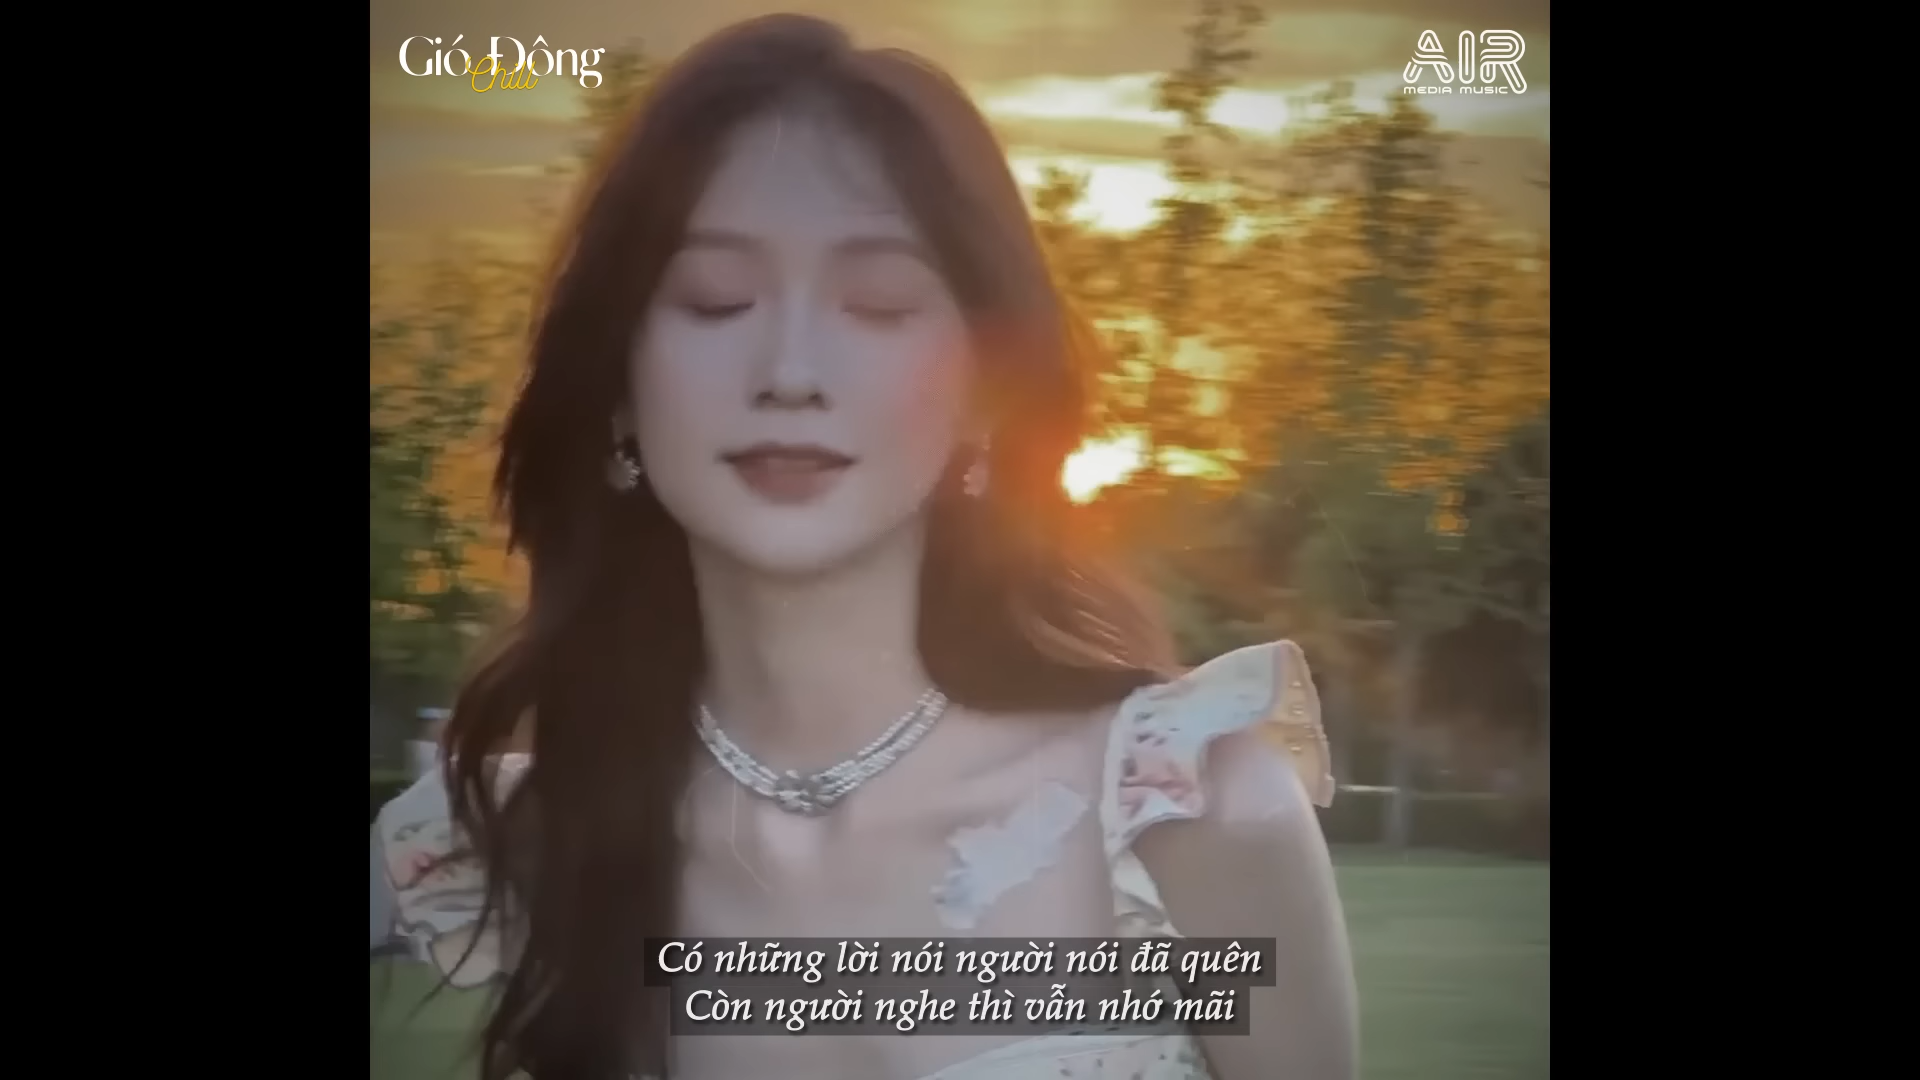 Gió Đông
Chill
AIR
MEDIA MUSIC
Có những lời nói người nói đã quên
Còn người nghe thì vẫn nhớ mãi